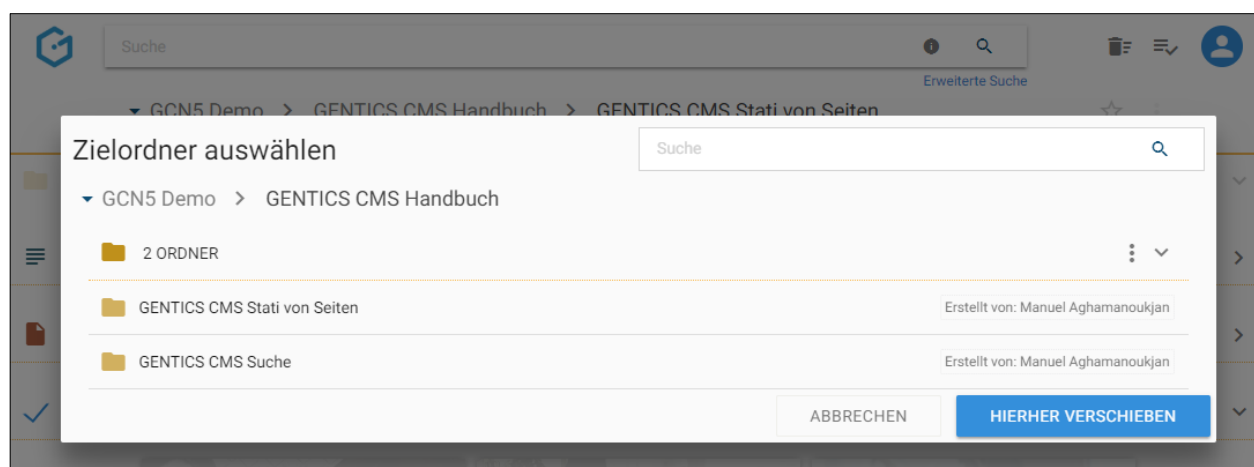 Suche
Erweiterte Suche
GCN5 Demo > GENTICS CMS Handbuch > GENTICS CMS Stati von Seiten
Zielordner auswählen
Suche
GCN5 Demo > GENTICS CMS Handbuch
2 ORDNER
GENTICS CMS Stati von Seiten Erstellt von: Manuel Aghamanoukjan
GENTICS CMS Suche Erstellt von: Manuel Aghamanoukjan
ABBRECHEN HIERHER VERSCHIEBEN